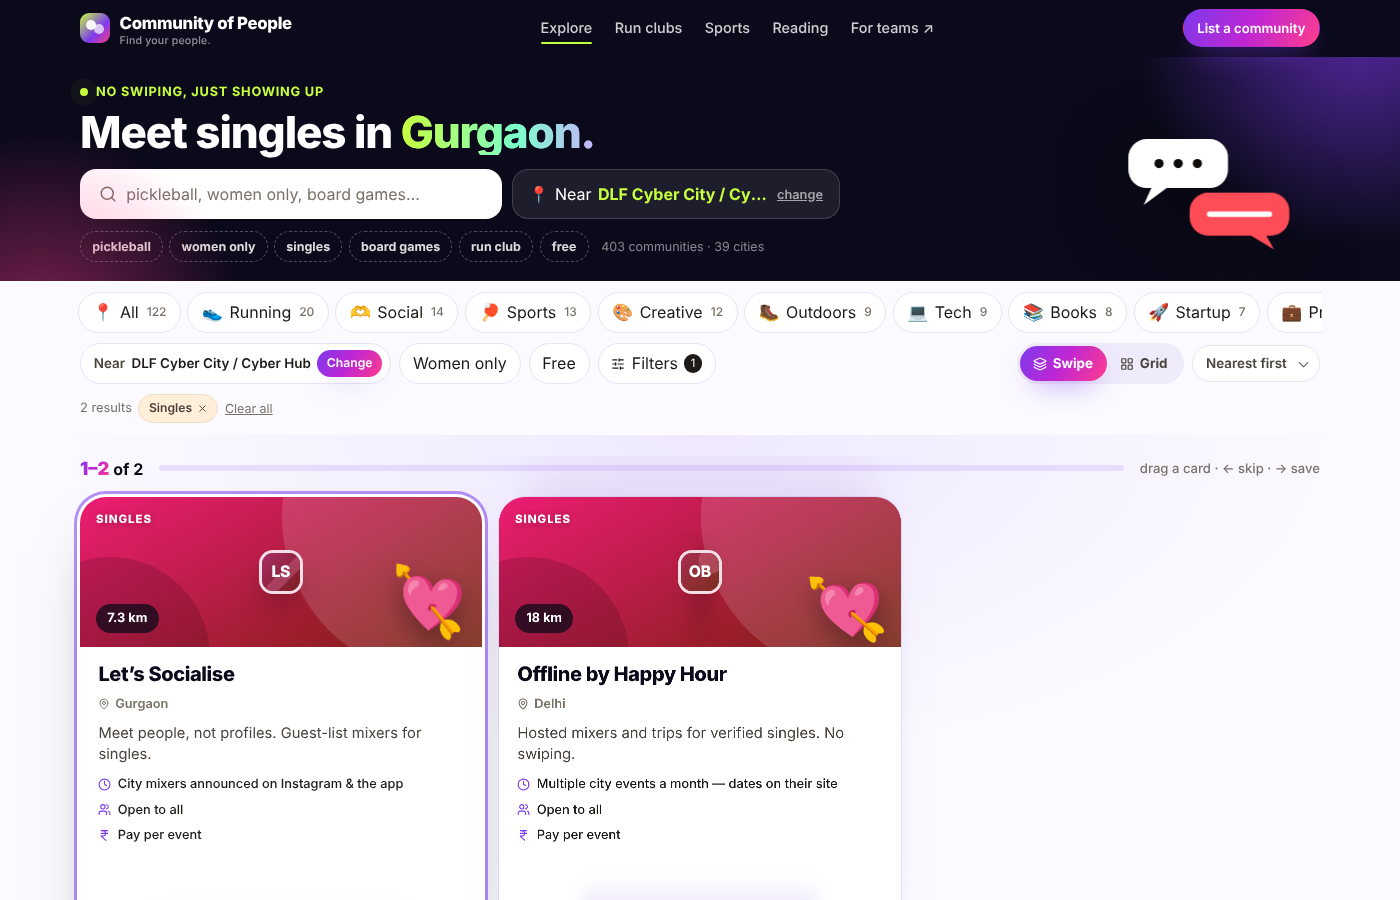 Community of People
Find your people.
Explore
Run clubs
Sports
Reading
For teams ↗
List a community
NO SWIPING, JUST SHOWING UP
Meet singles in Gurgaon.
pickleball, women only, board games...
Near DLF Cyber City / Cy... change
pickleball
women only
singles
board games
run club
free
403 communities · 39 cities
All 122
Running 20
Social 14
Sports 13
Creative 12
Outdoors 9
Tech 9
Books 8
Startup 7
Pr
Near DLF Cyber City / Cyber Hub Change
Women only
Free
Filters 1
Swipe
Grid
Nearest first
2 results
Singles ×
Clear all
1–2 of 2
drag a card · ← skip · → save
SINGLES
LS
7.3 km
Let's Socialise
Gurgaon
Meet people, not profiles. Guest-list mixers for
singles.
City mixers announced on Instagram & the app
Open to all
₹ Pay per event
SINGLES
OB
18 km
Offline by Happy Hour
Delhi
Hosted mixers and trips for verified singles. No
swiping.
Multiple city events a month — dates on their site
Open to all
₹ Pay per event